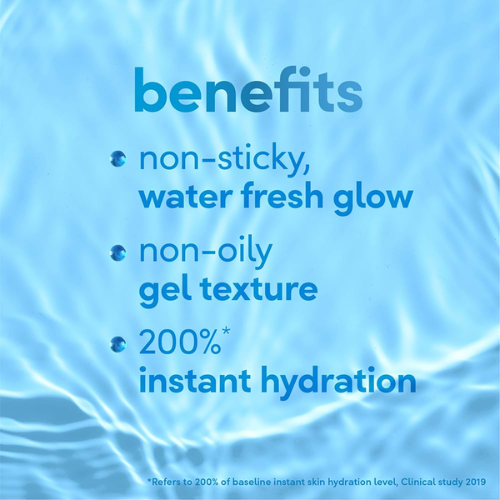 benefits
non-sticky,
water fresh glow
non-oily
gel texture
200%*
instant hydration
*Refers to 200% of baseline instant skin hydration level, Clinical study 2019